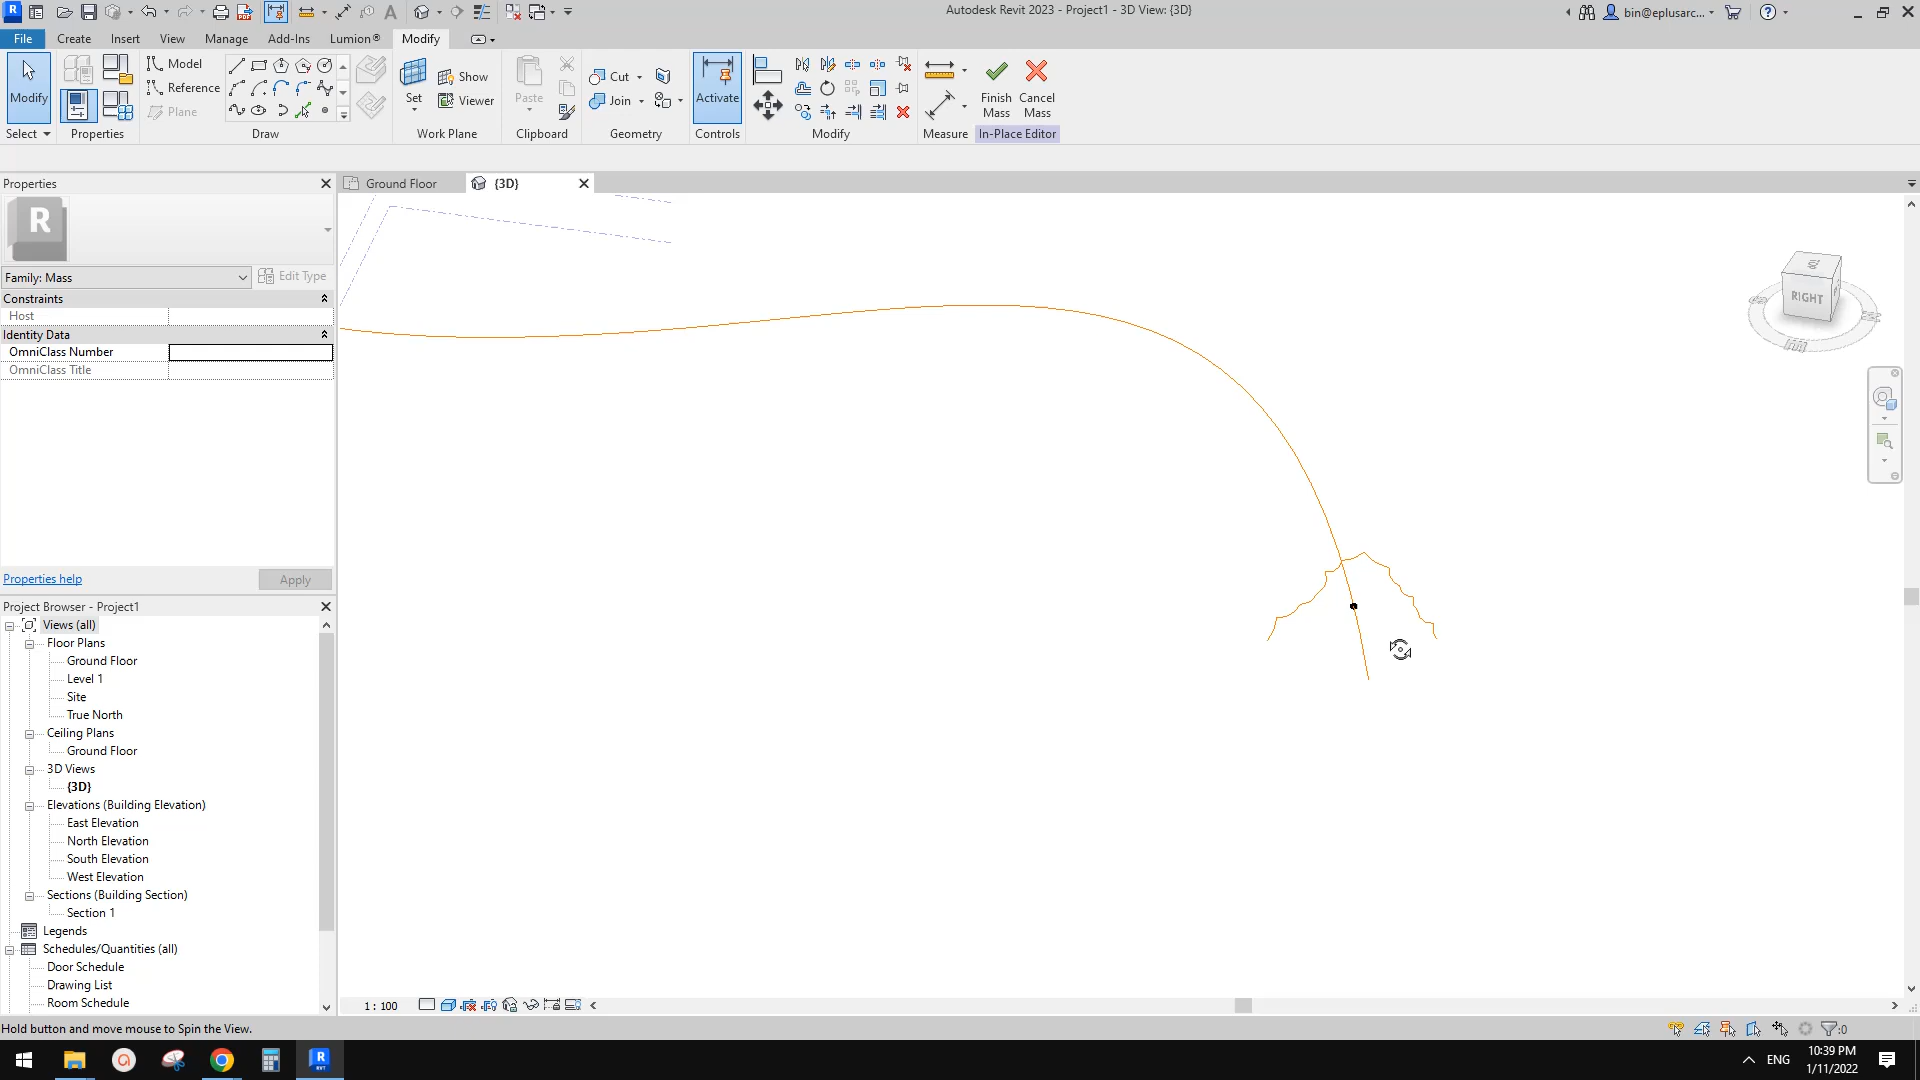 Autodesk Revit 2023 - Project1 - 3D View: {3D}
bin@eplusarc...
File Create Insert View Manage Add-Ins Lumion® Modify
Modify
Select
Properties
Model
Reference
Plane
Draw
Set
Show
Viewer
Work Plane
Paste
Clipboard
Cut
Join
Geometry
Activate
Controls
Modify
Measure
Finish Mass
Cancel Mass
In-Place Editor
Properties
Ground Floor
{3D}
R
Family: Mass
Edit Type
Constraints
Host
Identity Data
OmniClass Number
OmniClass Title
Properties help
Apply
RIGHT
Project Browser - Project1
Views (all)
Floor Plans
Ground Floor
Level 1
Site
True North
Ceiling Plans
Ground Floor
3D Views
{3D}
Elevations (Building Elevation)
East Elevation
North Elevation
South Elevation
West Elevation
Sections (Building Section)
Section 1
Legends
Schedules/Quantities (all)
Door Schedule
Drawing List
Room Schedule
1 : 100
Hold button and move mouse to Spin the View.
:0
ENG
10:39 PM
1/11/2022